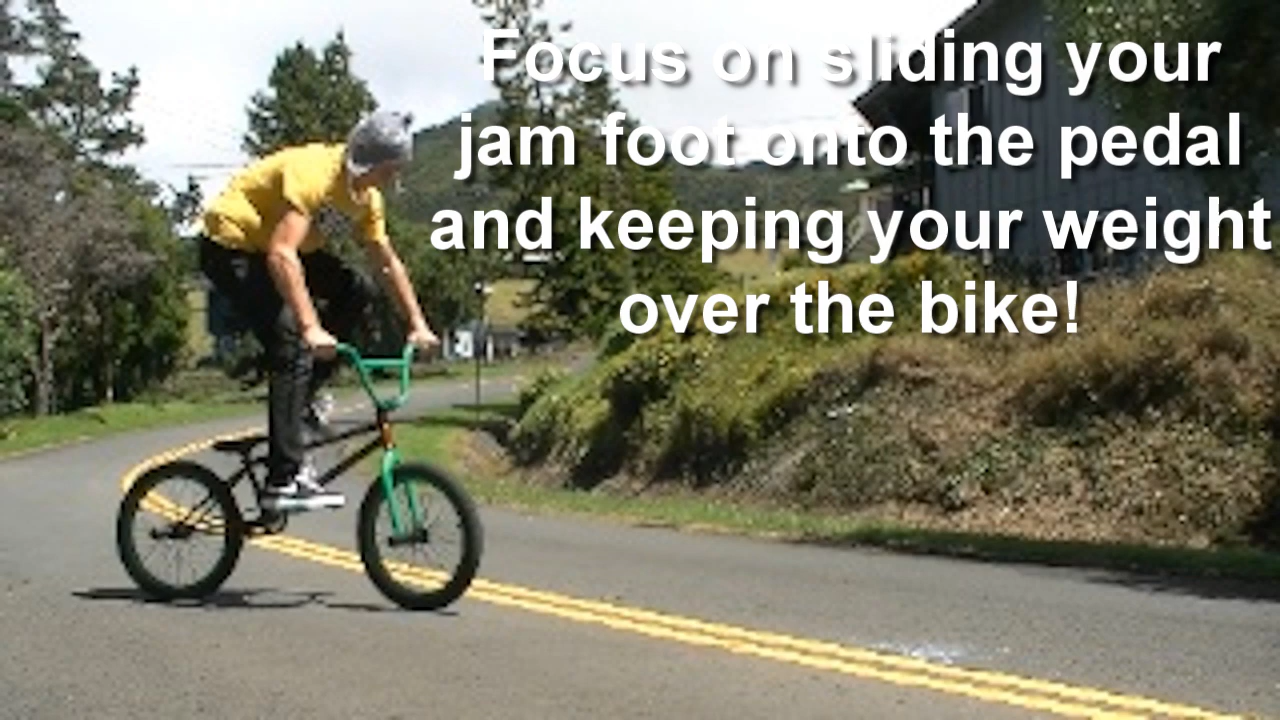 Focus on sliding your
jam foot onto the pedal
and keeping your weight
over the bike!